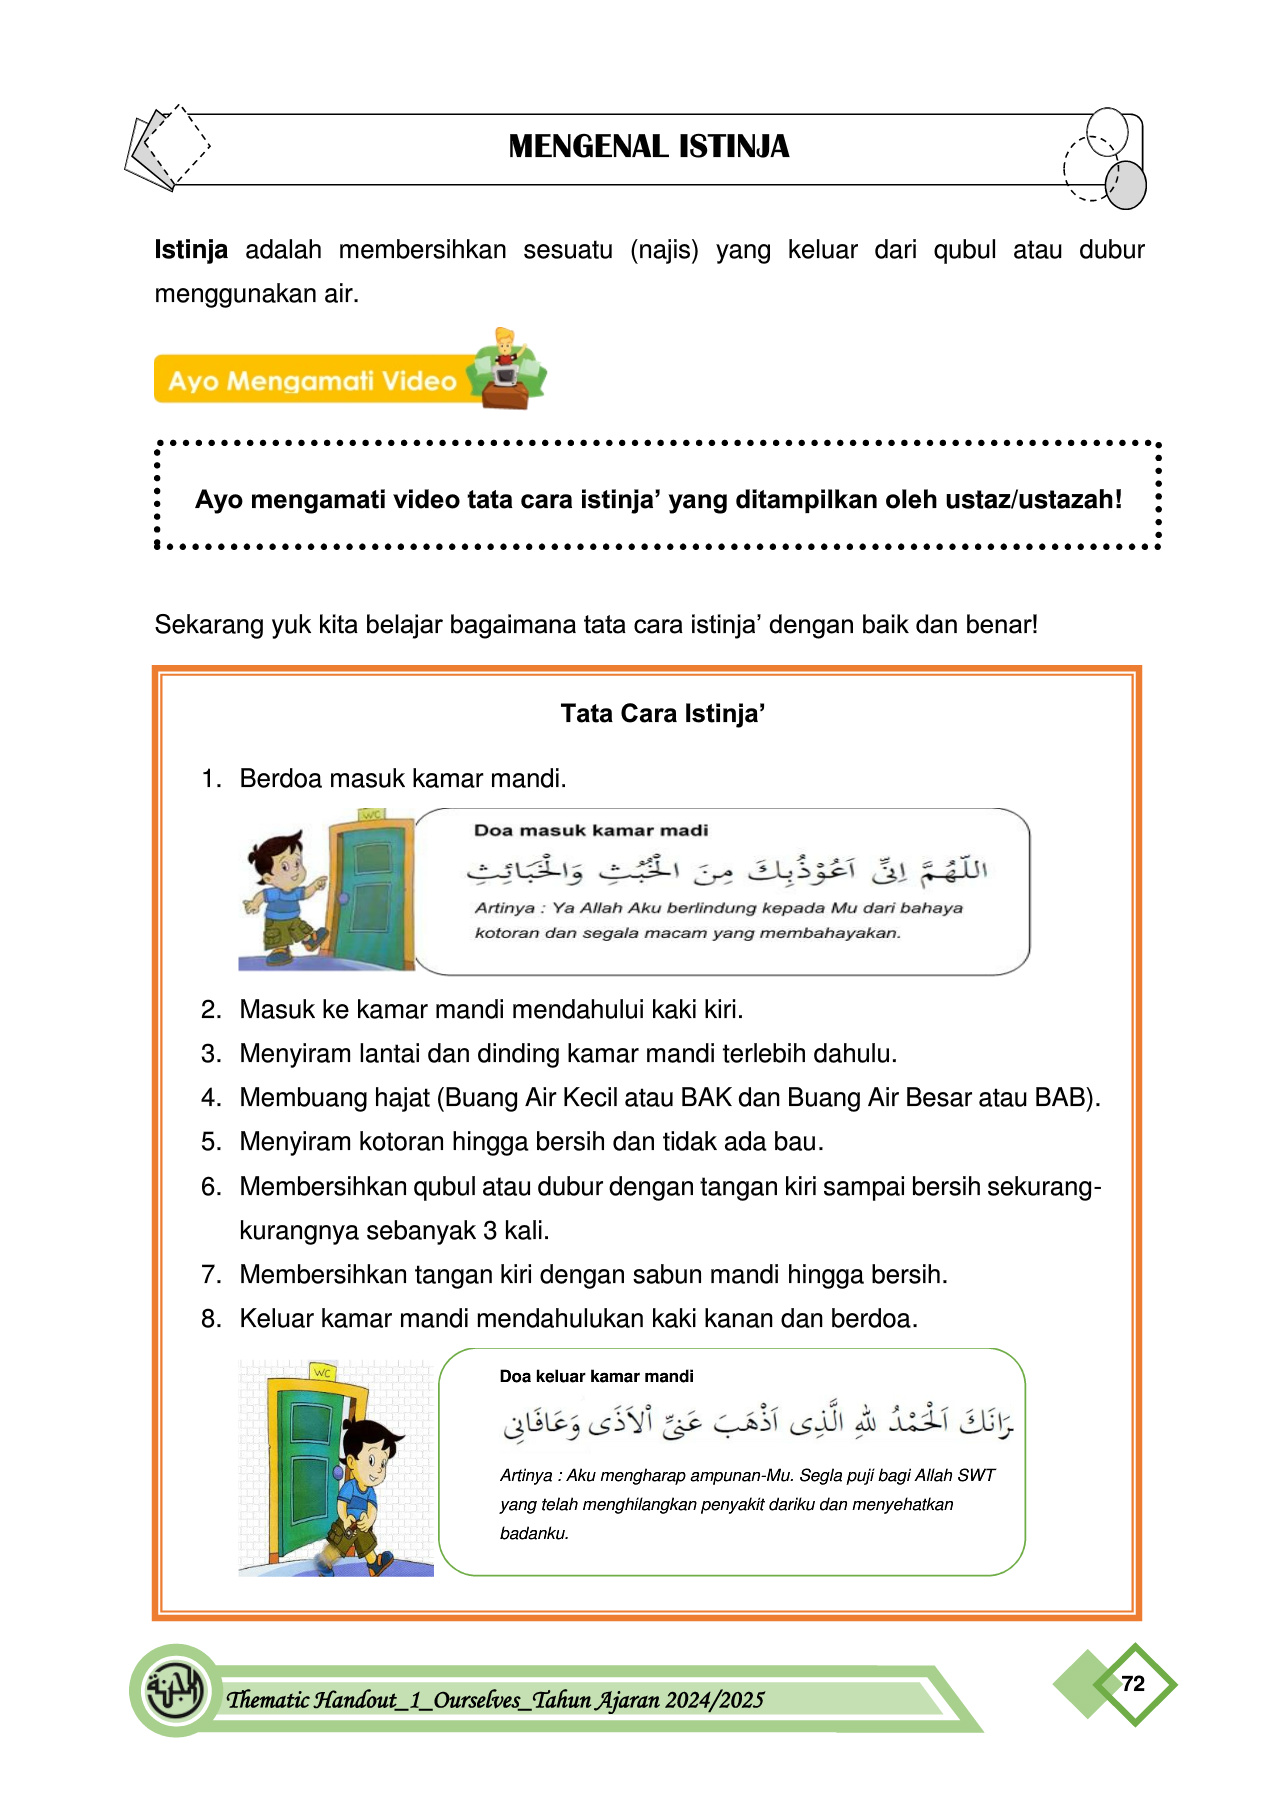 MENGENAL ISTINJA
Istinja adalah membersihkan sesuatu (najis) yang keluar dari qubul atau dubur
menggunakan air.
Ayo Mengamati Video
Ayo mengamati video tata cara istinja’ yang ditampilkan oleh ustaz/ustazah!
Sekarang yuk kita belajar bagaimana tata cara istinja’ dengan baik dan benar!
Tata Cara Istinja’
1. Berdoa masuk kamar mandi.
WC
Doa masuk kamar madi
اَللّٰهُمَّ اِنِّى اَعُوْذُبِكَ مِنَ الْخُبُثِ وَالْخَبَائِثِ
Artinya : Ya Allah Aku berlindung kepada Mu dari bahaya
kotoran dan segala macam yang membahayakan.
2. Masuk ke kamar mandi mendahului kaki kiri.
3. Menyiram lantai dan dinding kamar mandi terlebih dahulu.
4. Membuang hajat (Buang Air Kecil atau BAK dan Buang Air Besar atau BAB).
5. Menyiram kotoran hingga bersih dan tidak ada bau.
6. Membersihkan qubul atau dubur dengan tangan kiri sampai bersih sekurang-
kurangnya sebanyak 3 kali.
7. Membersihkan tangan kiri dengan sabun mandi hingga bersih.
8. Keluar kamar mandi mendahulukan kaki kanan dan berdoa.
WC
Doa keluar kamar mandi
رَانَكَ اَلْحَمْدُ لِلّٰهِ الَّذِى اَذْهَبَ عَنِّىْ اْلاَذَى وَعَافَانِى
Artinya : Aku mengharap ampunan-Mu. Segla puji bagi Allah SWT
yang telah menghilangkan penyakit dariku dan menyehatkan
badanku.
Thematic Handout_1_Ourselves_Tahun Ajaran 2024/2025
72